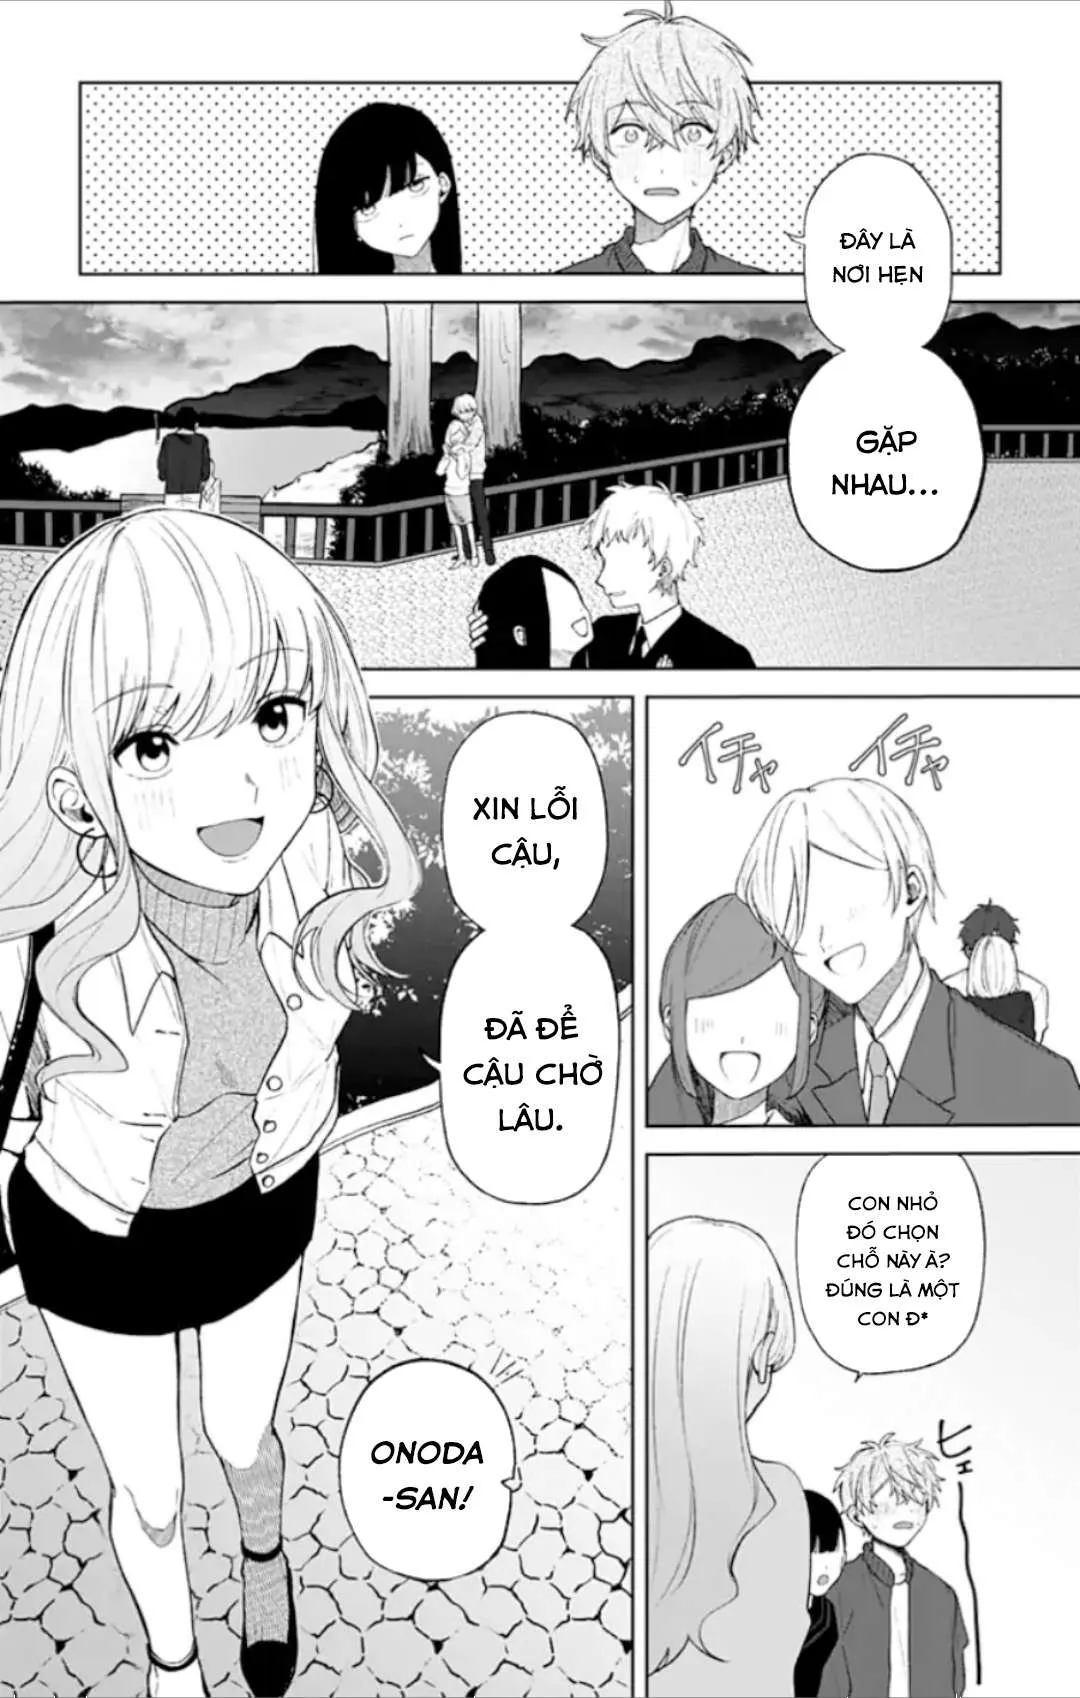 ĐÂY LÀ
NƠI HẸN
GẶP
NHAU...
イチャ
イチャ
XIN LỖI
CẬU,
ĐÃ ĐỂ
CẬU CHỜ
LÂU.
ONODA
-SAN!
CON NHỎ
ĐÓ CHỌN
CHỖ NÀY À?
ĐÚNG LÀ MỘT
CON Đ*
ヒェ